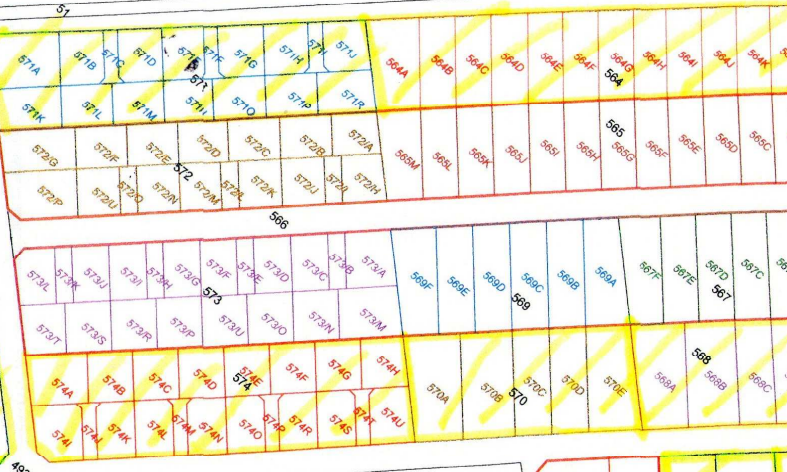 51
571A 571B 571C 571D 571F 571G 571H 571I 571J
571
571K 571L 571M 571Q 571P 571R
564A 564B 564C 564D 564E 564F 564G 564H 564I 564J 564K
564
572/G 572/F 572/E 572/D 572/C 572/B 572/A
572
572/P 572/U 572/O 572/N 572/M 572/L 572/K 572/J 572/I 572/H
565
565M 565L 565K 565J 565I 565H 565G 565F 565E 565D 565C
566
573/L 573/K 573/J 573/I 573/H 573/G 573/F 573/E 573/D 573/C 573/B 573/A
573
573/T 573/S 573/R 573/P 573/U 573/O 573/N 573/M
569F 569E 569D 569C 569B 569A
569
567F 567E 567D 567C
567
574A 574B 574C 574D 574E 574F 574G 574H
574
574I 574J 574K 574L 574M 574N 574O 574P 574R 574S 574T 574U
570A 570B 570C 570D 570E
570
568
568A 568B 568C